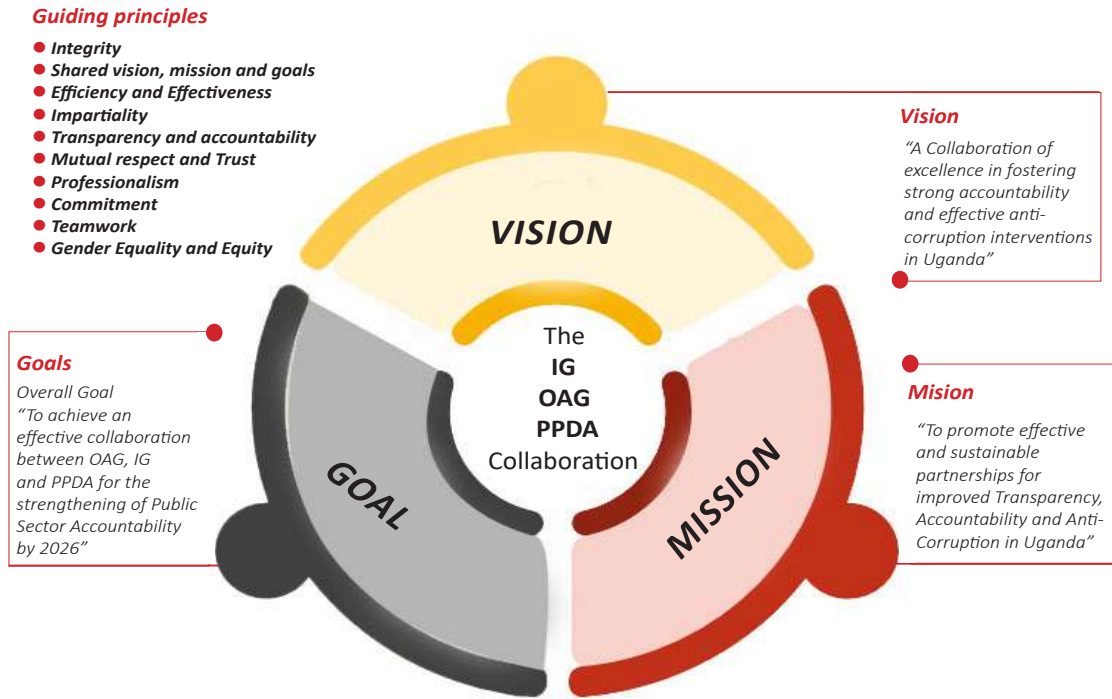 Guiding principles
Integrity
Shared vision, mission and goals
Efficiency and Effectiveness
Impartiality
Transparency and accountability
Mutual respect and Trust
Professionalism
Commitment
Teamwork
Gender Equality and Equity
Vision
“A Collaboration of
excellence in fostering
strong accountability
and effective anti-
corruption interventions
in Uganda”
VISION
The
IG
OAG
PPDA
Collaboration
GOAL
MISSION
Goals
Overall Goal
“To achieve an
effective collaboration
between OAG, IG
and PPDA for the
strengthening of Public
Sector Accountability
by 2026”
Mision
“To promote effective
and sustainable
partnerships for
improved Transparency,
Accountability and Anti-
Corruption in Uganda”